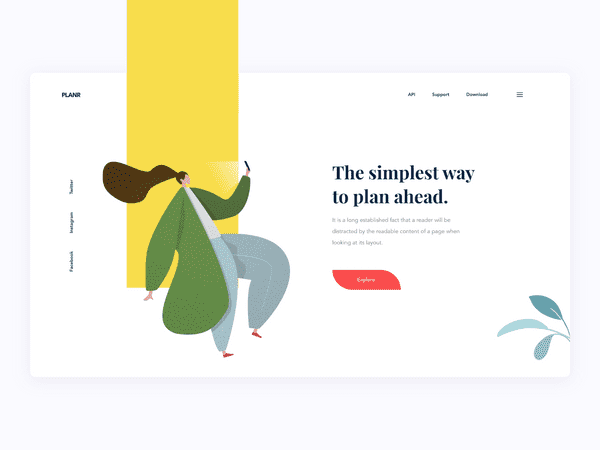 PLANR
API
Support
Download
Twitter
Instagram
Facebook
The simplest way
to plan ahead.
It is a long established fact that a reader will be
distracted by the readable content of a page when
looking at its layout.
Explore